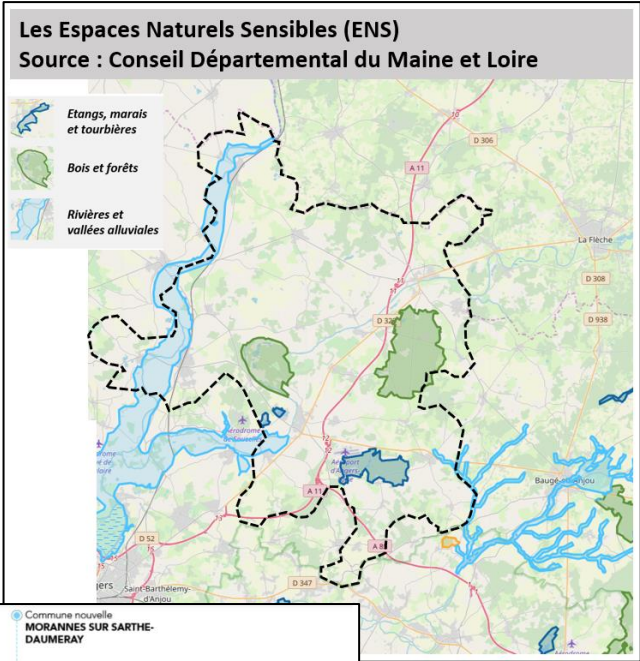 Les Espaces Naturels Sensibles (ENS)
Source : Conseil Départemental du Maine et Loire
Etangs, marais
et tourbières
Bois et forêts
Rivières et
vallées alluviales
D 306
A 11
La Flèche
D 308
D 938
Aérodrome
Baugé-en-Anjou
A 11
D 52
D 347
Saint-Barthélemy-
d'Anjou
Commune nouvelle
MORANNES SUR SARTHE-
DAUMERAY